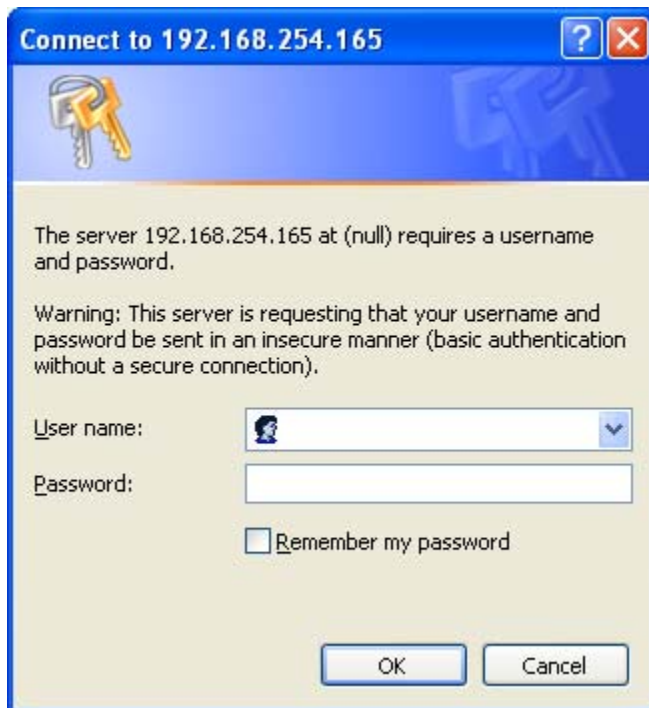 Connect to 192.168.254.165
?
The server 192.168.254.165 at (null) requires a username
and password.
Warning: This server is requesting that your username and
password be sent in an insecure manner (basic authentication
without a secure connection).
User name:
Password:
Remember my password
OK
Cancel